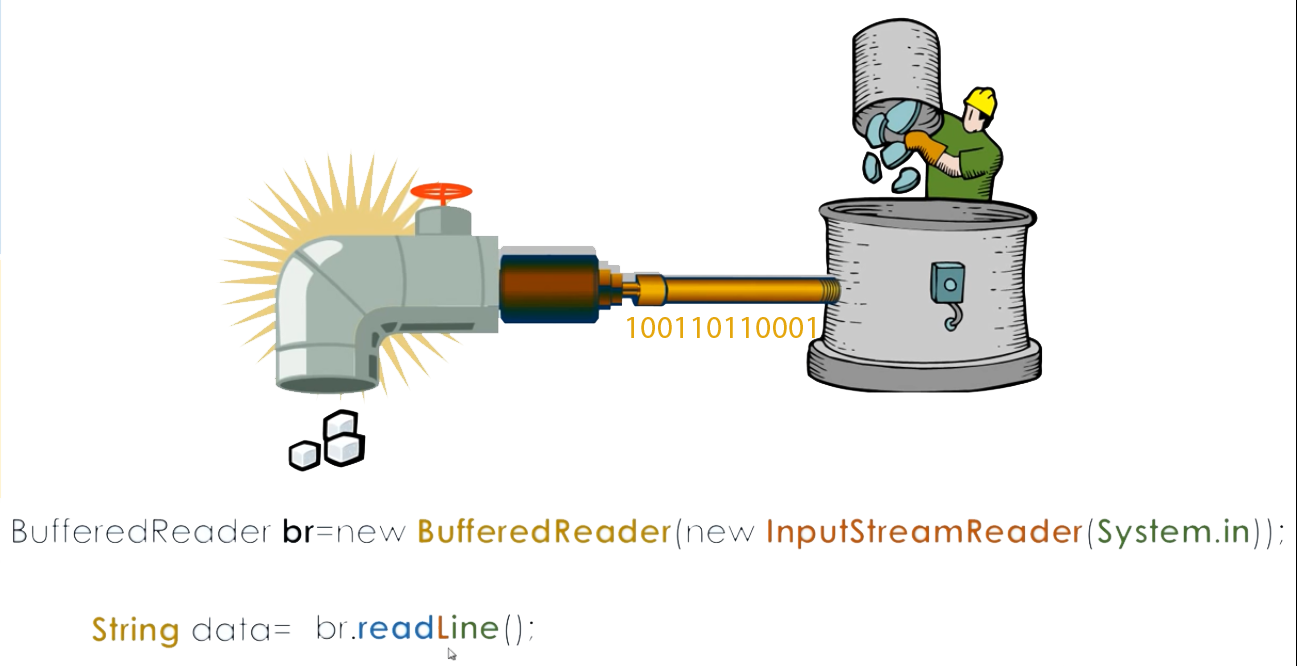 100110110001
BufferedReader br=new BufferedReader(new InputStreamReader(System.in));
String data= br.readLine();